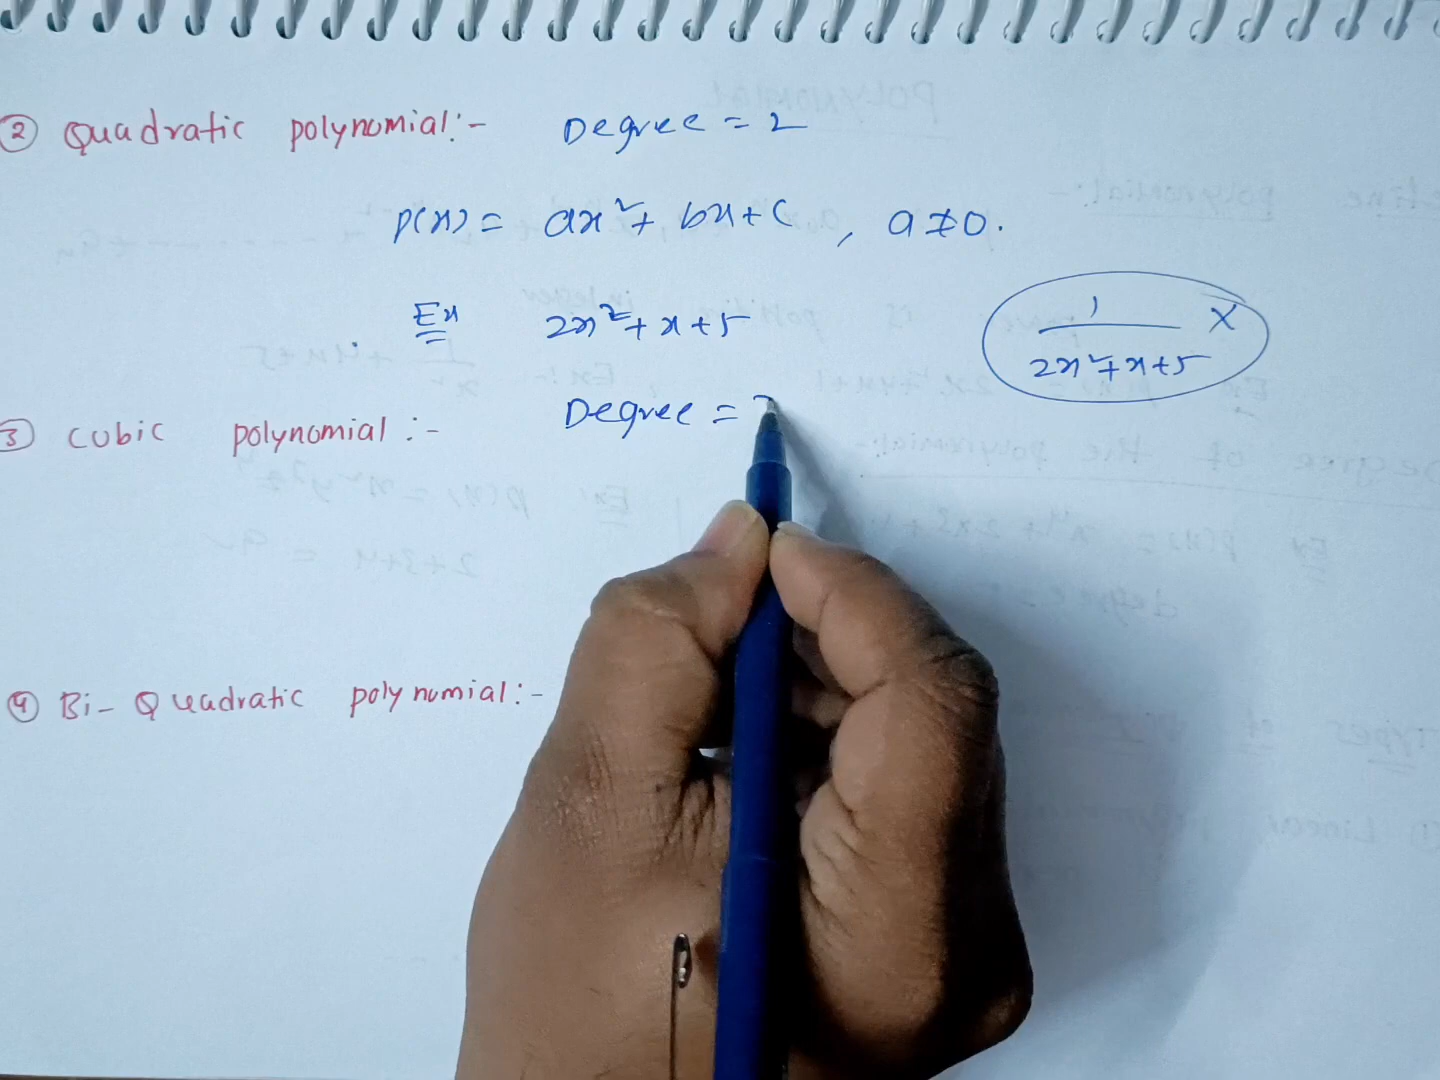 ② Quadratic polynomial:- Degree = 2
p(x) = ax²+ bx+c , a≠0.
Ex 2x²+x+5
1 / 2x²+x+5 X
③ cubic polynomial :- Degree =
④ Bi-Quadratic polynomial:-